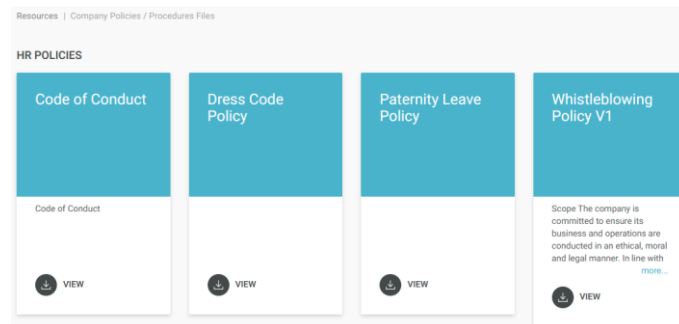 Resources | Company Policies / Procedures Files
HR POLICIES
Code of Conduct
Code of Conduct
VIEW
Dress Code
Policy
VIEW
Paternity Leave
Policy
VIEW
Whistleblowing
Policy V1
Scope The company is
committed to ensure its
business and operations are
conducted in an ethical, moral
and legal manner. In line with
more...
VIEW